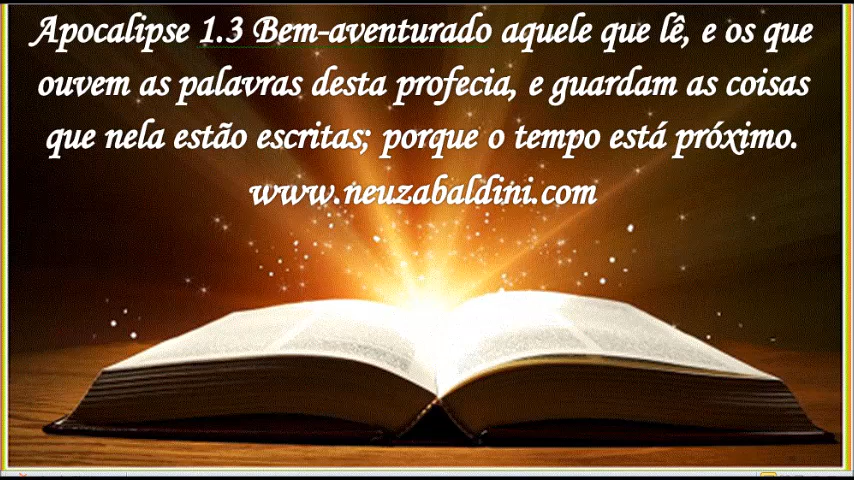 Apocalipse 1.3 Bem-aventurado aquele que lê, e os que
ouvem as palavras desta profecia, e guardam as coisas
que nela estão escritas; porque o tempo está próximo.
www.neuzabaldini.com